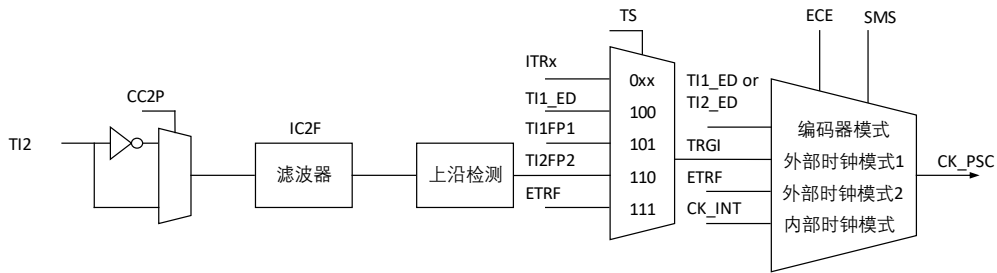 TS
ECE
SMS
ITRx
0xx
TI1_ED or
TI2_ED
CC2P
TI1_ED
100
编码器模式
TI2
IC2F
TI1FP1
101
TRGI
外部时钟模式1
CK_PSC
滤波器
上沿检测
TI2FP2
110
ETRF
外部时钟模式2
ETRF
111
CK_INT
内部时钟模式